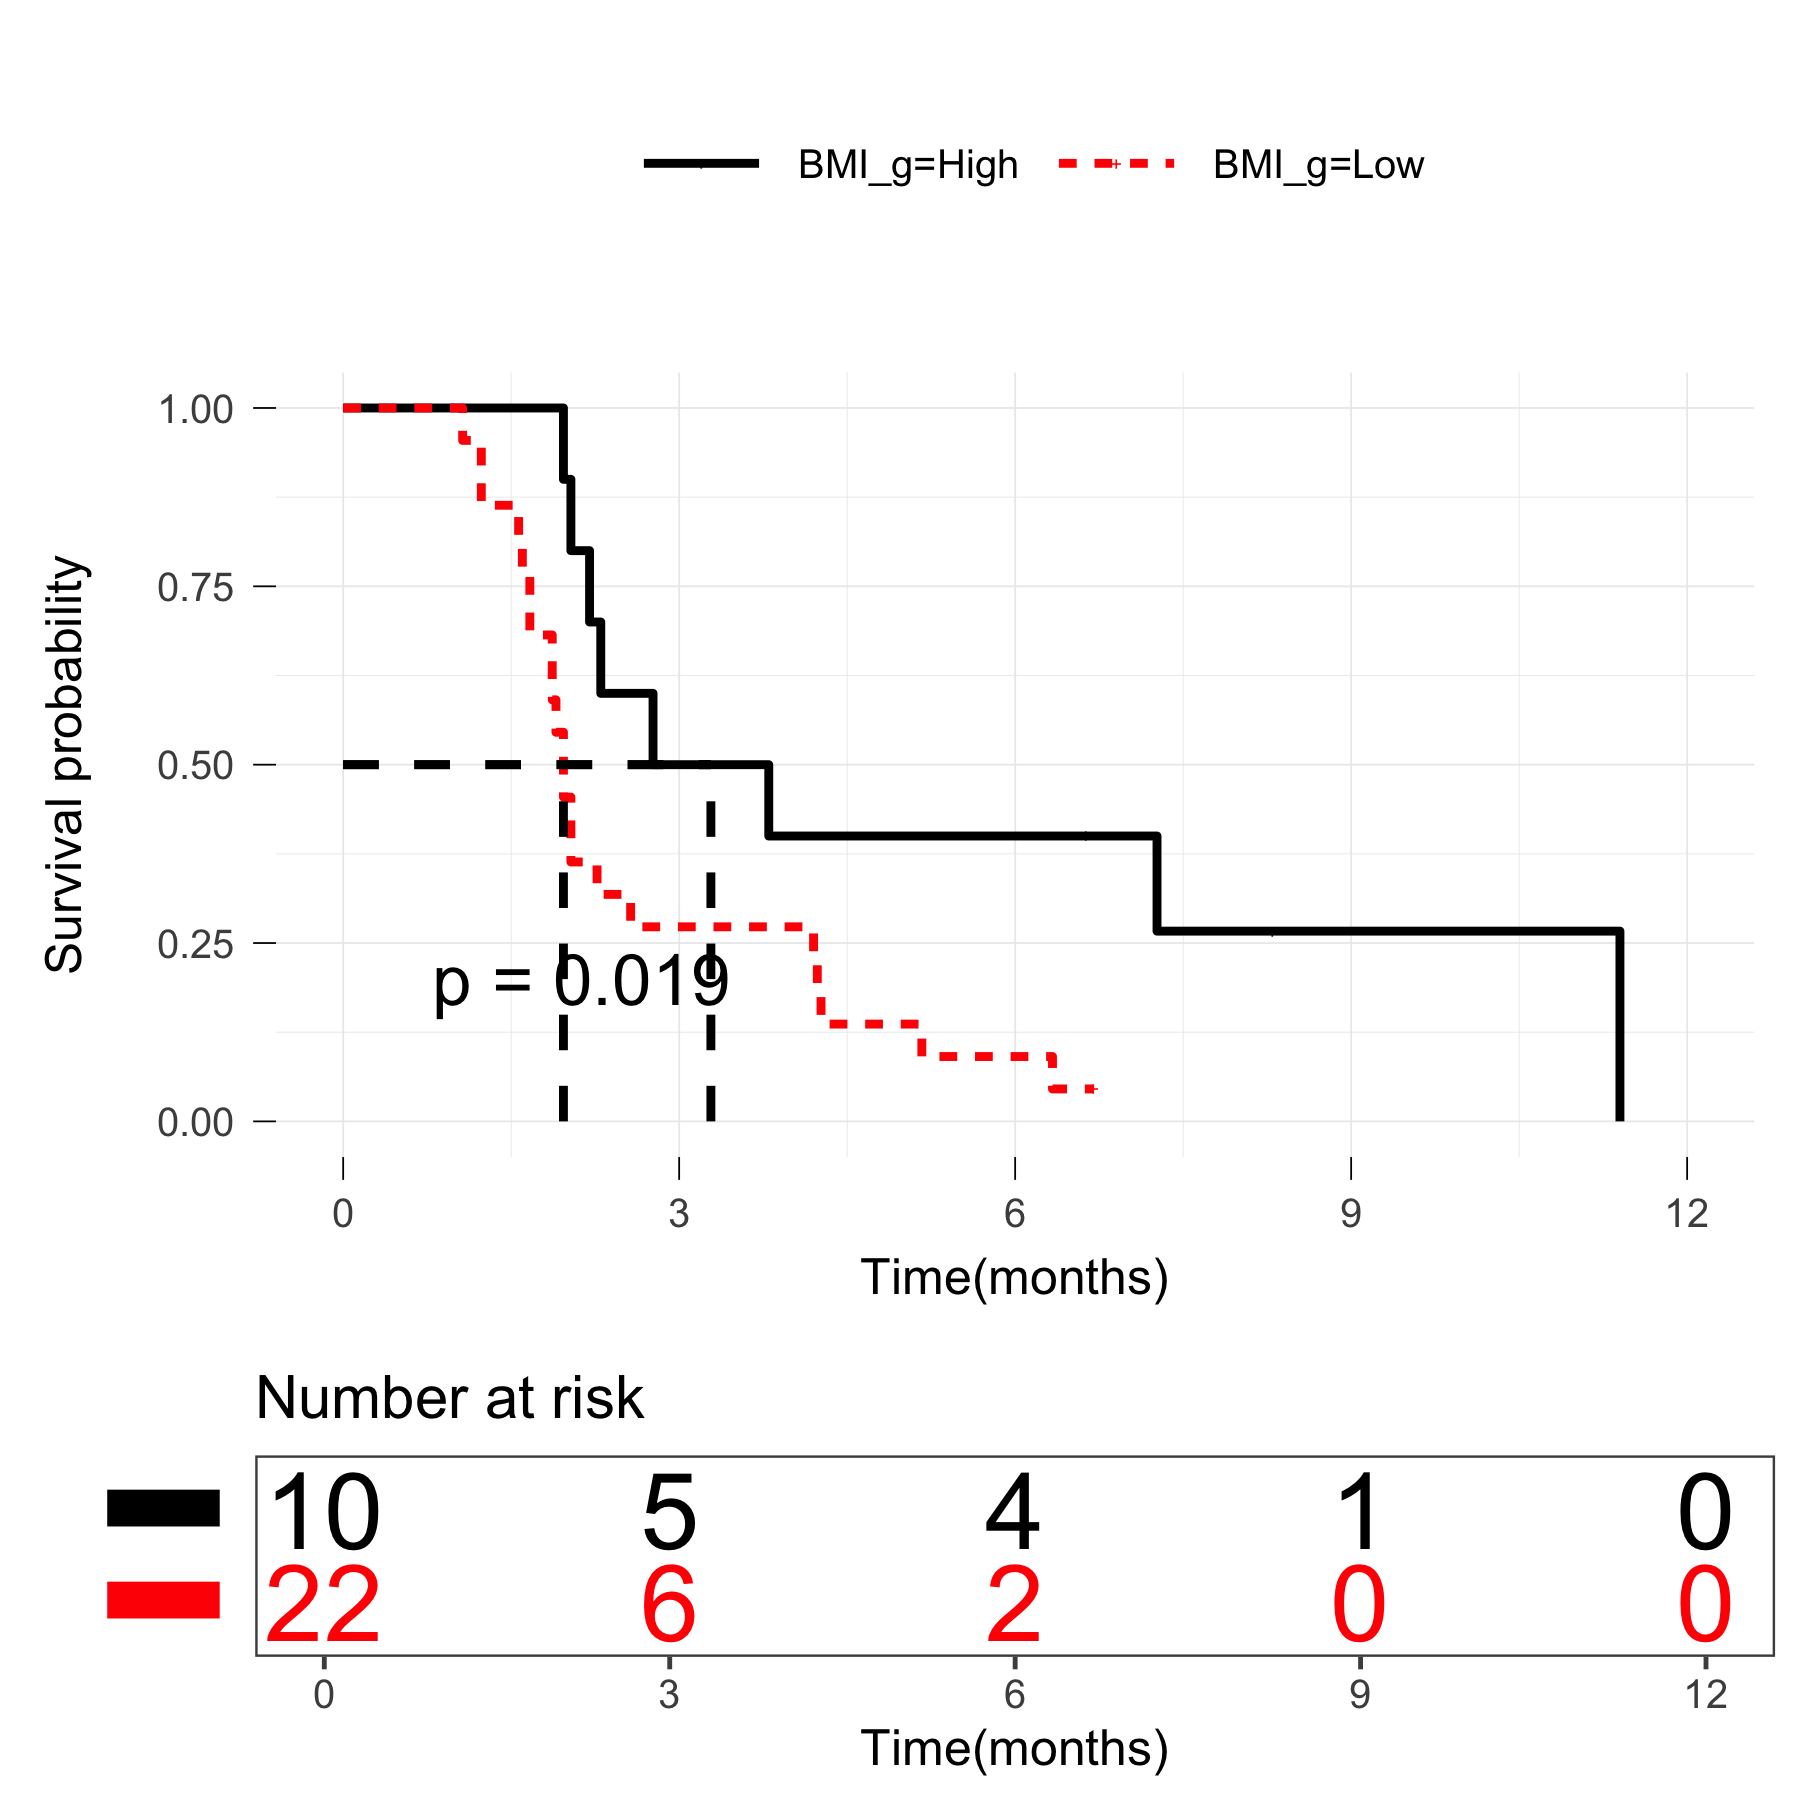 BMI_g=High BMI_g=Low
1.00
0.75
0.50
0.25
0.00
Survival probability
p = 0.019
0 3 6 9 12
Time(months)
Number at risk
10 5 4 1 0
22 6 2 0 0
0 3 6 9 12
Time(months)